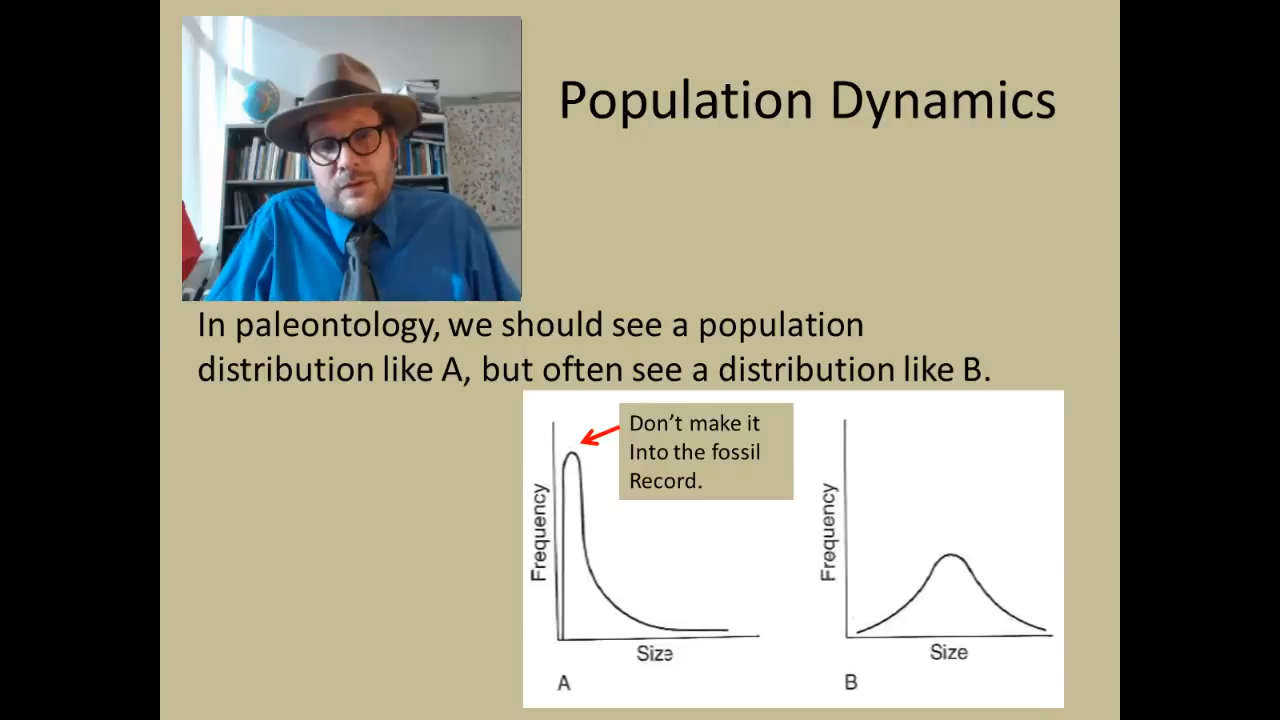 Population Dynamics
In paleontology, we should see a population
distribution like A, but often see a distribution like B.
Don't make it
Into the fossil
Record.
Frequency
Size
A
Frequency
Size
B